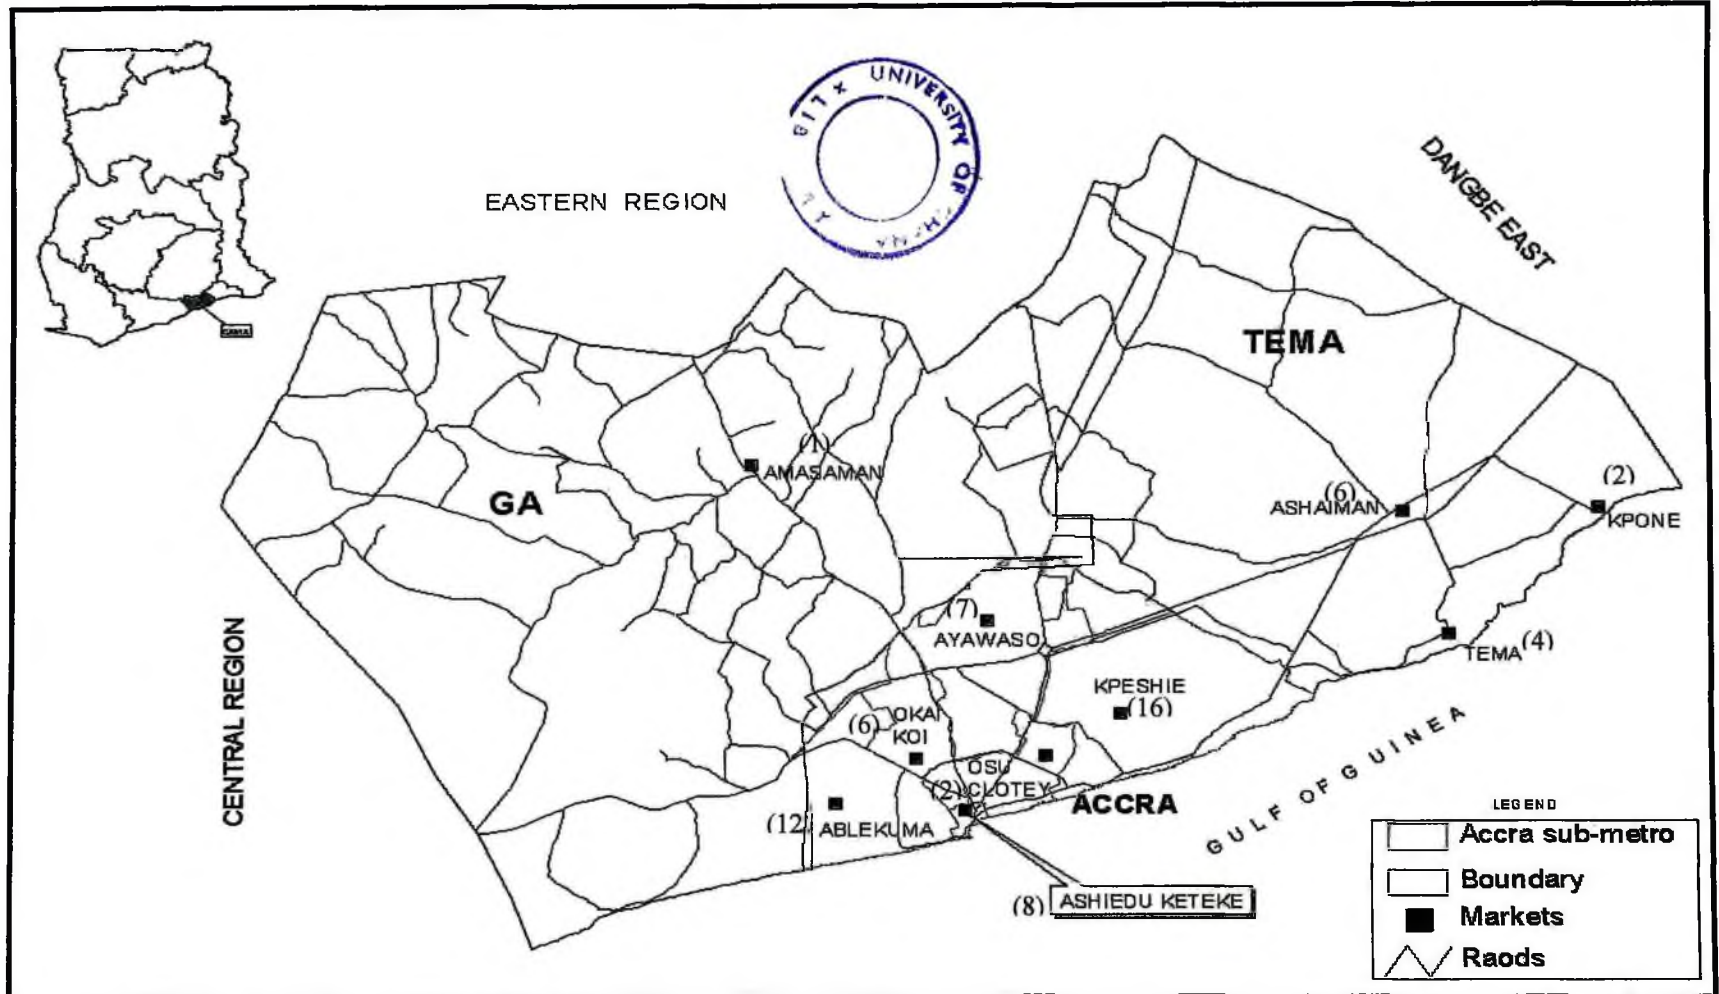 UNIVERSITY OF
EASTERN REGION
DANGBE EAST
TEMA
(1)
AMASAMAN
GA
(6)
ASHAIMAN
(2)
KPONE
(7)
AYAWASO
TEMA (4)
KPESHIE
(16)
(6)
OKAI
KOI
CENTRAL REGION
OSU
(2) CLOTEY
ACCRA
GULF OF GUINEA
(12) ABLEKUMA
(8) ASHIEDU KETEKE
LEGEND
Accra sub-metro
Boundary
Markets
Raods